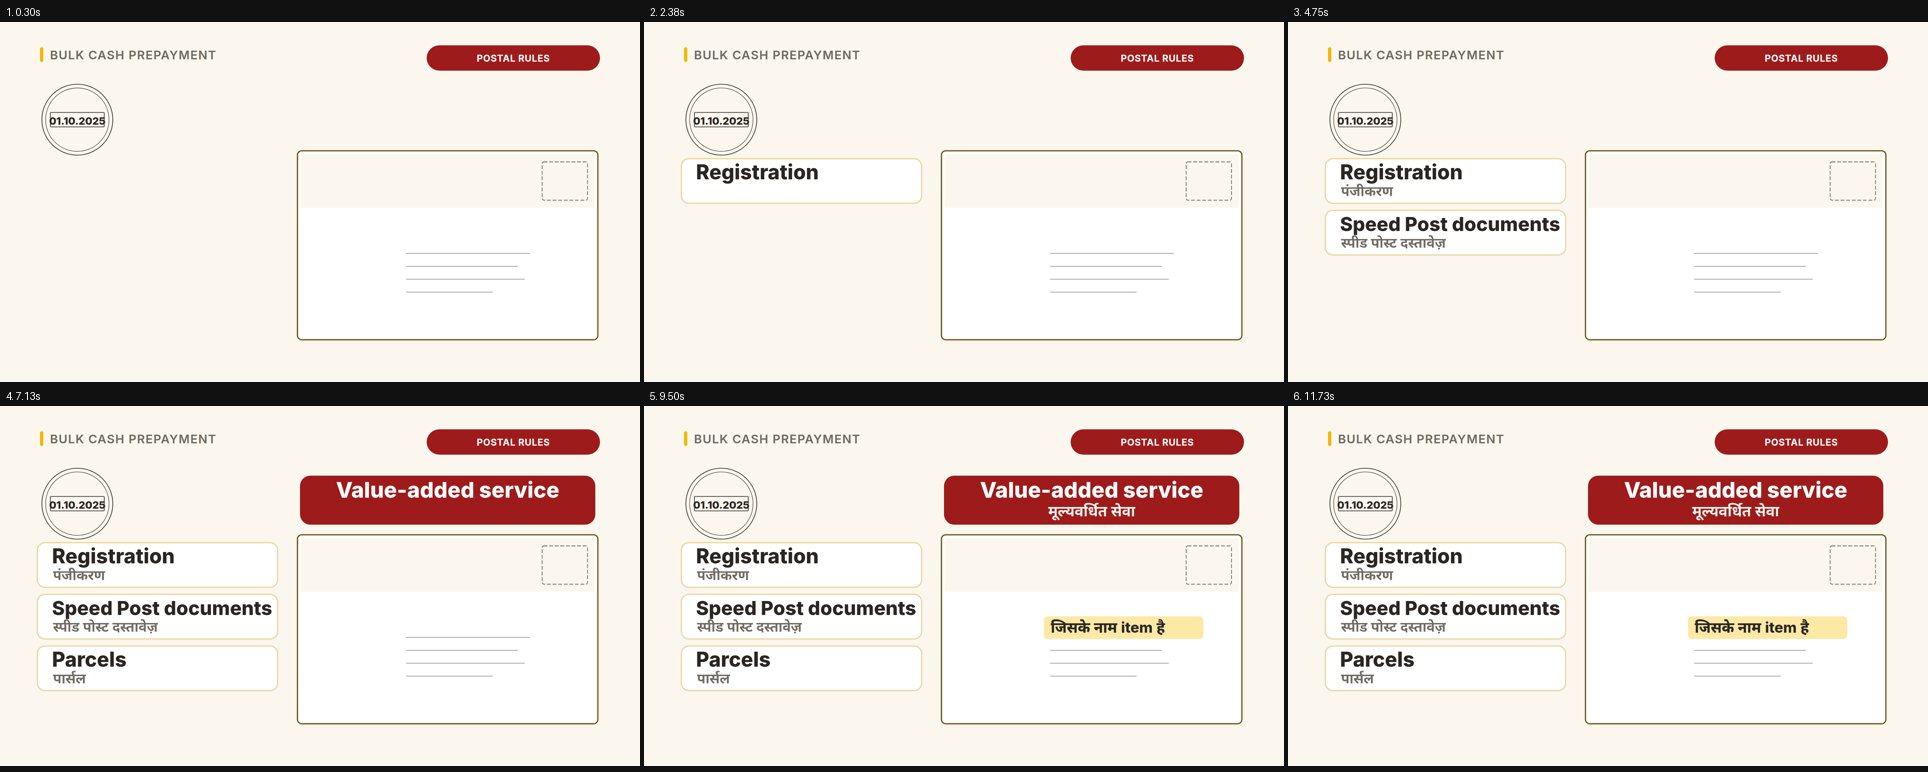 1. 0.30s
BULK CASH PREPAYMENT
POSTAL RULES
01.10.2025
2. 2.38s
BULK CASH PREPAYMENT
POSTAL RULES
01.10.2025
Registration
3. 4.75s
BULK CASH PREPAYMENT
POSTAL RULES
01.10.2025
Registration
पंजीकरण
Speed Post documents
स्पीड पोस्ट दस्तावेज़
4. 7.13s
BULK CASH PREPAYMENT
POSTAL RULES
01.10.2025
Value-added service
Registration
पंजीकरण
Speed Post documents
स्पीड पोस्ट दस्तावेज़
Parcels
पार्सल
5. 9.50s
BULK CASH PREPAYMENT
POSTAL RULES
01.10.2025
Value-added service
मूल्यवर्धित सेवा
Registration
पंजीकरण
Speed Post documents
स्पीड पोस्ट दस्तावेज़
जिसके नाम item है
Parcels
पार्सल
6. 11.73s
BULK CASH PREPAYMENT
POSTAL RULES
01.10.2025
Value-added service
मूल्यवर्धित सेवा
Registration
पंजीकरण
Speed Post documents
स्पीड पोस्ट दस्तावेज़
जिसके नाम item है
Parcels
पार्सल